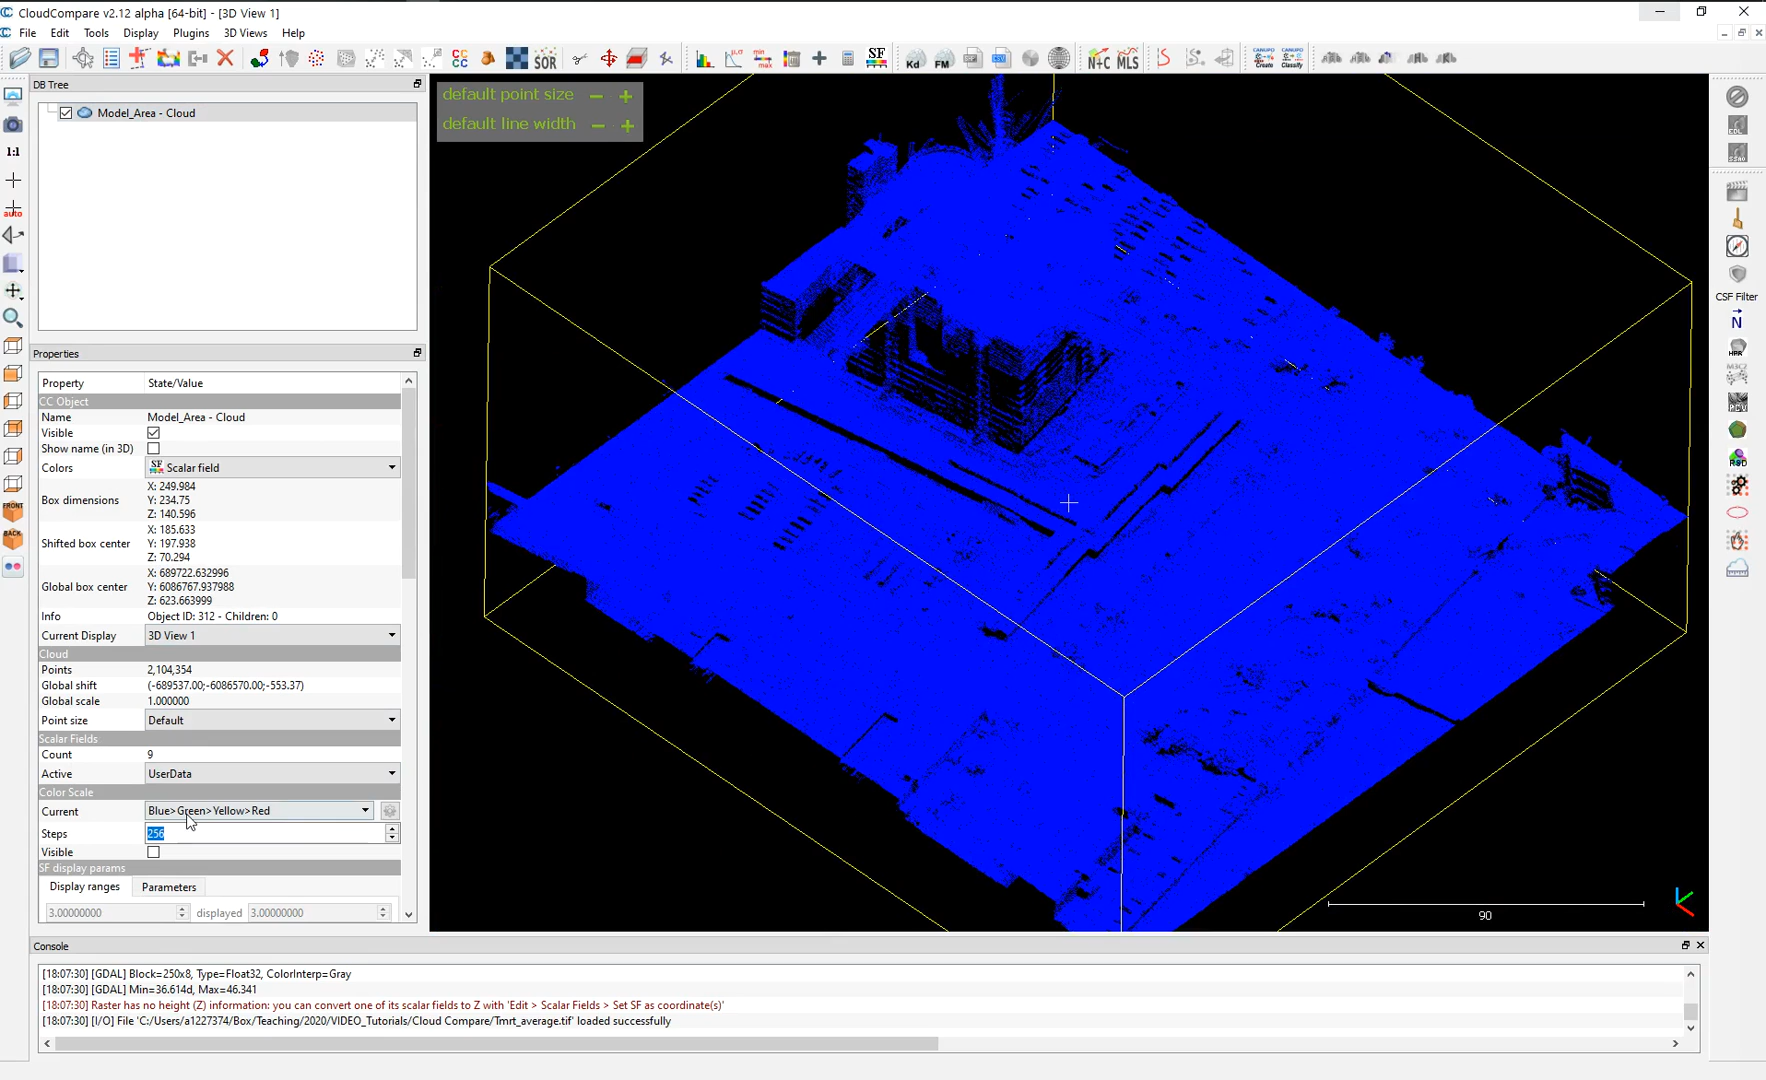 CloudCompare v2.12 alpha [64-bit] - [3D View 1]
File Edit Tools Display Plugins 3D Views Help
DB Tree
Model_Area - Cloud
default point size
default line width
Properties
Property State/Value
CC Object
Name Model_Area - Cloud
Visible
Show name (in 3D)
Colors Scalar field
Box dimensions
X: 249.984
Y: 234.75
Z: 140.596
Shifted box center
X: 185.633
Y: 197.938
Z: 70.294
Global box center
X: 689722.632996
Y: 6086767.937988
Z: 623.663999
Info Object ID: 312 - Children: 0
Current Display 3D View 1
Cloud
Points 2,104,354
Global shift (-689537.00;-6086570.00;-553.37)
Global scale 1.000000
Point size Default
Scalar Fields
Count 9
Active UserData
Color Scale
Current Blue>Green>Yellow>Red
Steps 256
Visible
SF display params
Display ranges Parameters
3.00000000 displayed 3.00000000
90
Console
[18:07:30] [GDAL] Block=250x8, Type=Float32, ColorInterp=Gray
[18:07:30] [GDAL] Min=36.614d, Max=46.341
[18:07:30] Raster has no height (Z) information: you can convert one of its scalar fields to Z with 'Edit > Scalar Fields > Set SF as coordinate(s)'
[18:07:30] [I/O] File 'C:/Users/a1227374/Box/Teaching/2020/VIDEO_Tutorials/Cloud Compare/Tmrt_average.tif' loaded successfully
1:1
auto
FRONT
BACK
SOR
SF
Kd
FM
N+C
MLS
CSF Filter
N
HPR
M3C2
PCV
RSD